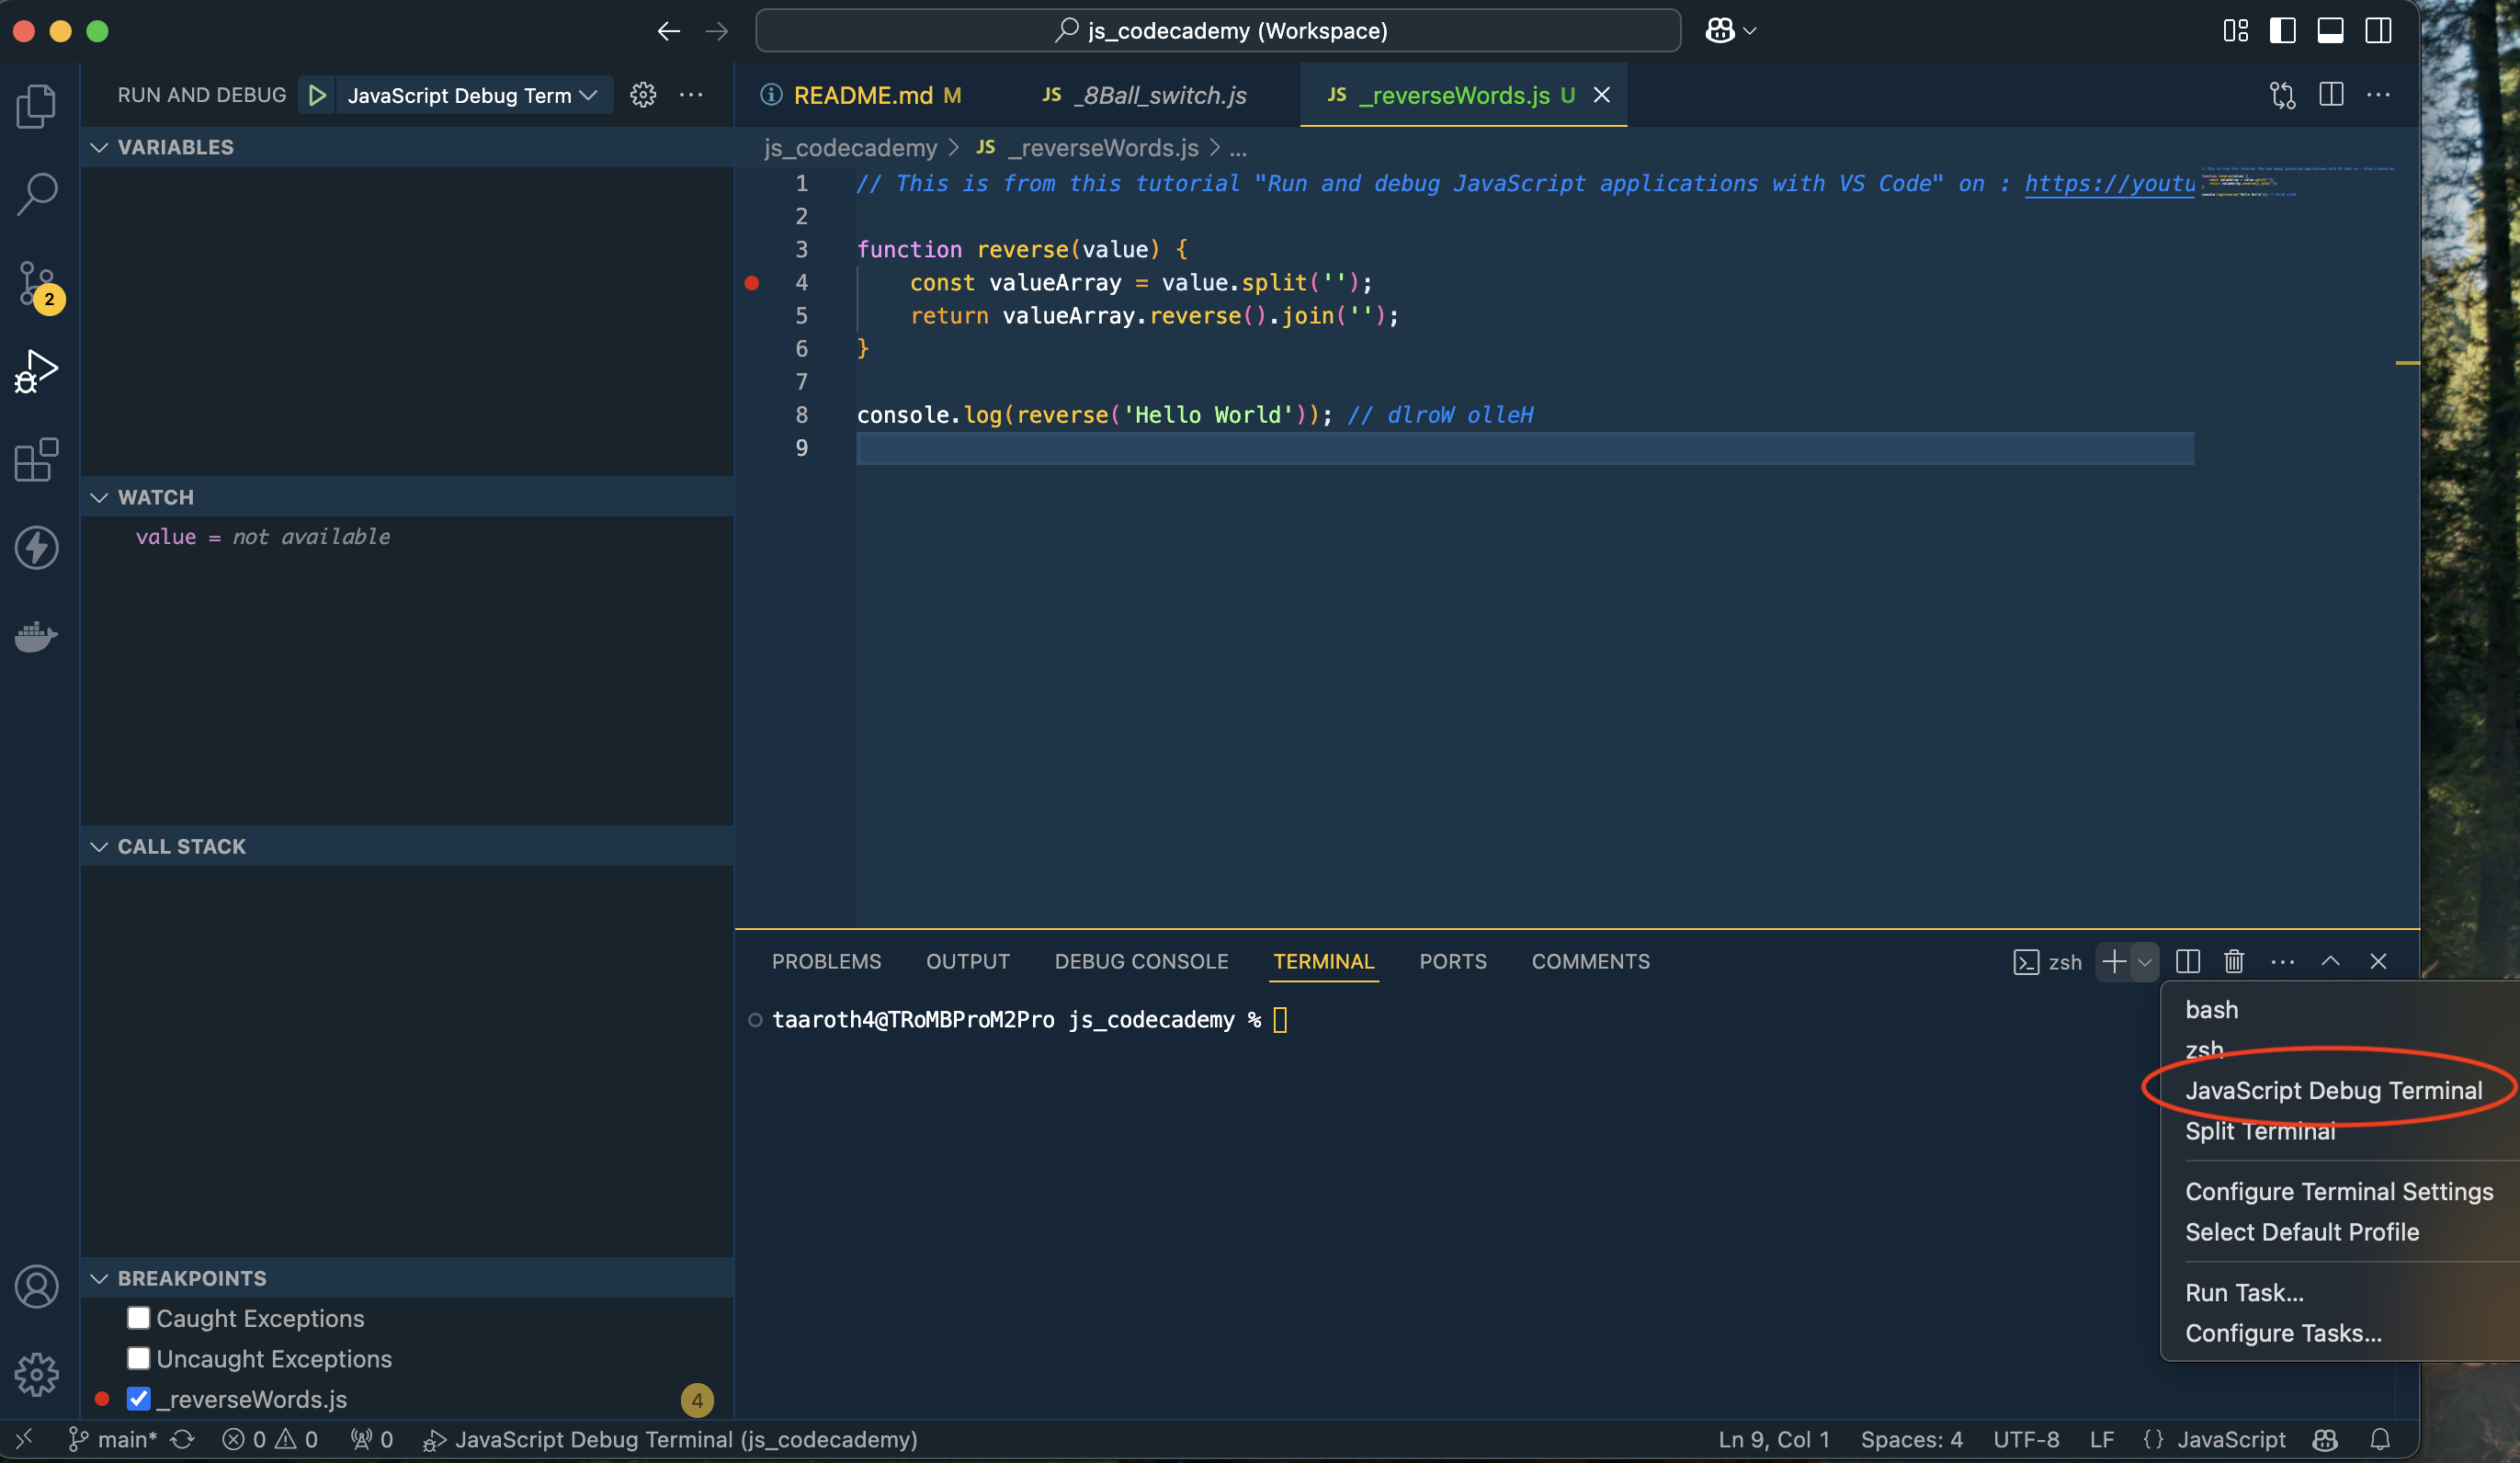 js_codecademy (Workspace)
RUN AND DEBUG JavaScript Debug Term
README.md M
JS _8Ball_switch.js
JS _reverseWords.js U
js_codecademy > JS _reverseWords.js > ...
VARIABLES
1 // This is from this tutorial "Run and debug JavaScript applications with VS Code" on : https://youtu
2
3 function reverse(value) {
4 const valueArray = value.split('');
5 return valueArray.reverse().join('');
6 }
7
8 console.log(reverse('Hello World')); // dlroW olleH
9
2
WATCH
value = not available
CALL STACK
BREAKPOINTS
Caught Exceptions
Uncaught Exceptions
_reverseWords.js 4
PROBLEMS OUTPUT DEBUG CONSOLE TERMINAL PORTS COMMENTS zsh
taaroth4@TRoMBProM2Pro js_codecademy %
bash
zsh
JavaScript Debug Terminal
Split Terminal
Configure Terminal Settings
Select Default Profile
Run Task...
Configure Tasks...
main* 0 0 0 JavaScript Debug Terminal (js_codecademy) Ln 9, Col 1 Spaces: 4 UTF-8 LF {} JavaScript